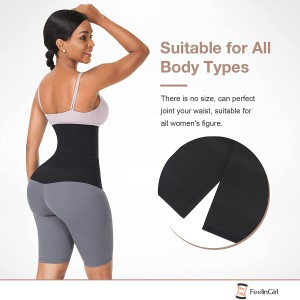 Suitable for All
Body Types
There is no size, can perfect
joint your waist, suitable for
all women's figure.
FeelinGirl